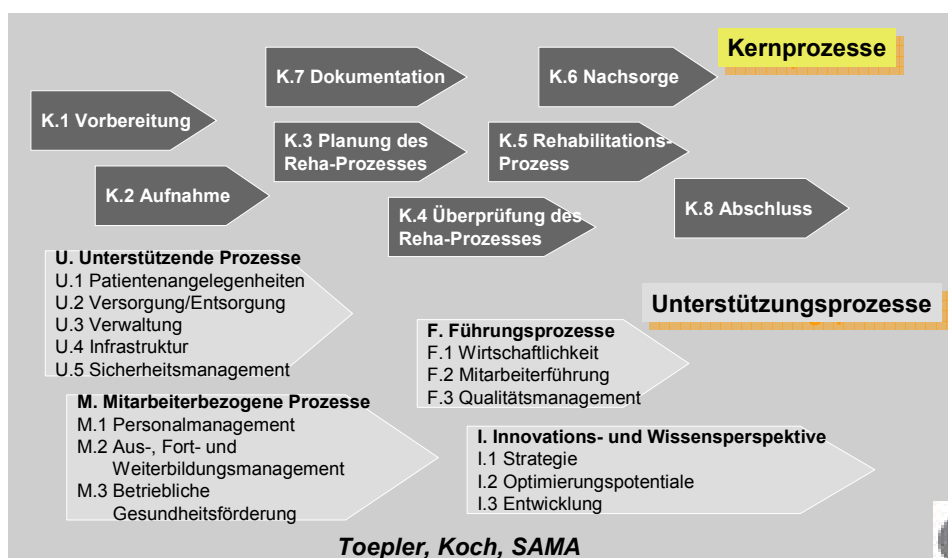 Kernprozesse
K.7 Dokumentation
K.6 Nachsorge
K.1 Vorbereitung
K.3 Planung des
Reha-Prozesses
K.5 Rehabilitations-
Prozess
K.2 Aufnahme
K.4 Überprüfung des
Reha-Prozesses
K.8 Abschluss
U. Unterstützende Prozesse
U.1 Patientenangelegenheiten
U.2 Versorgung/Entsorgung
U.3 Verwaltung
U.4 Infrastruktur
U.5 Sicherheitsmanagement
Unterstützungsprozesse
F. Führungsprozesse
F.1 Wirtschaftlichkeit
F.2 Mitarbeiterführung
F.3 Qualitätsmanagement
M. Mitarbeiterbezogene Prozesse
M.1 Personalmanagement
M.2 Aus-, Fort- und
Weiterbildungsmanagement
M.3 Betriebliche
Gesundheitsförderung
I. Innovations- und Wissensperspektive
I.1 Strategie
I.2 Optimierungspotentiale
I.3 Entwicklung
Toepler, Koch, SAMA